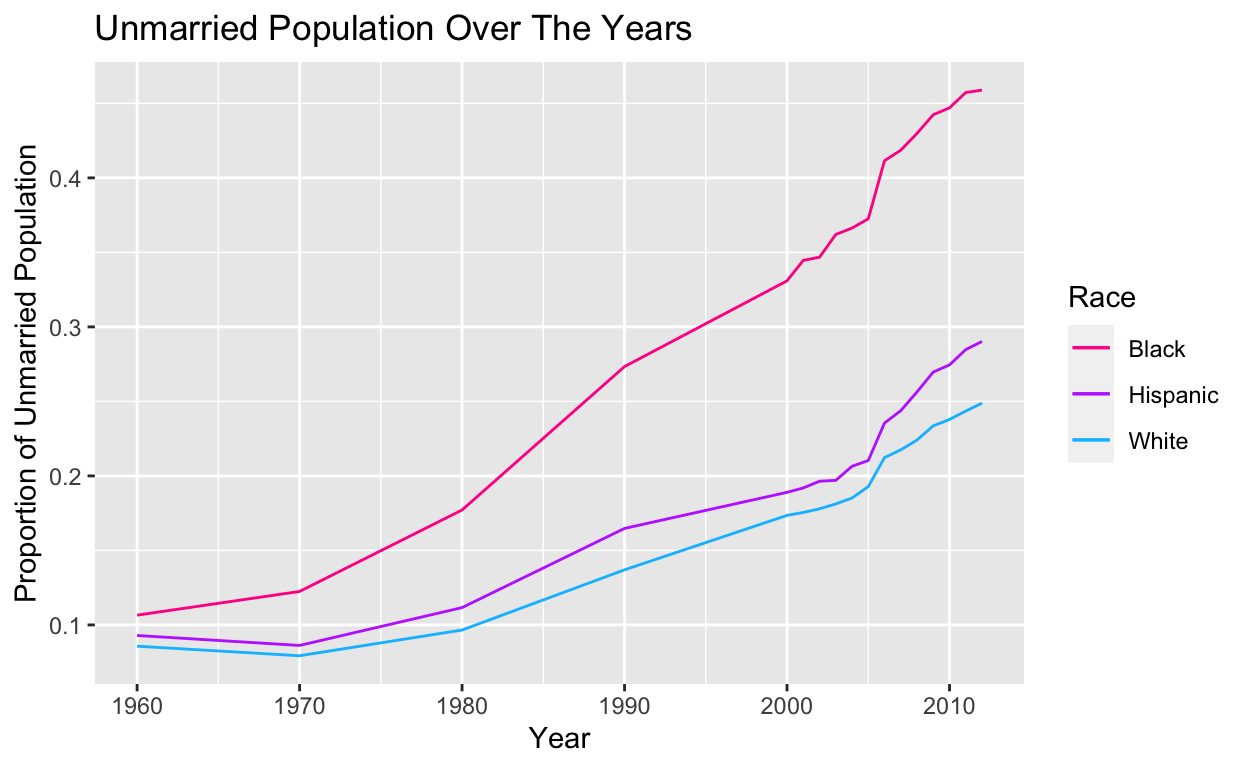 Unmarried Population Over The Years
Proportion of Unmarried Population
0.4
0.3
0.2
0.1
1960 1970 1980 1990 2000 2010
Year
Race
Black
Hispanic
White